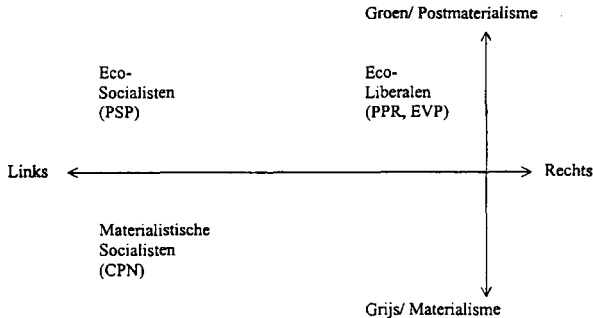 Groen/ Postmaterialisme
Eco-
Socialisten
(PSP)
Eco-
Liberalen
(PPR, EVP)
Links
Rechts
Materialistische
Socialisten
(CPN)
Grijs/ Materialisme